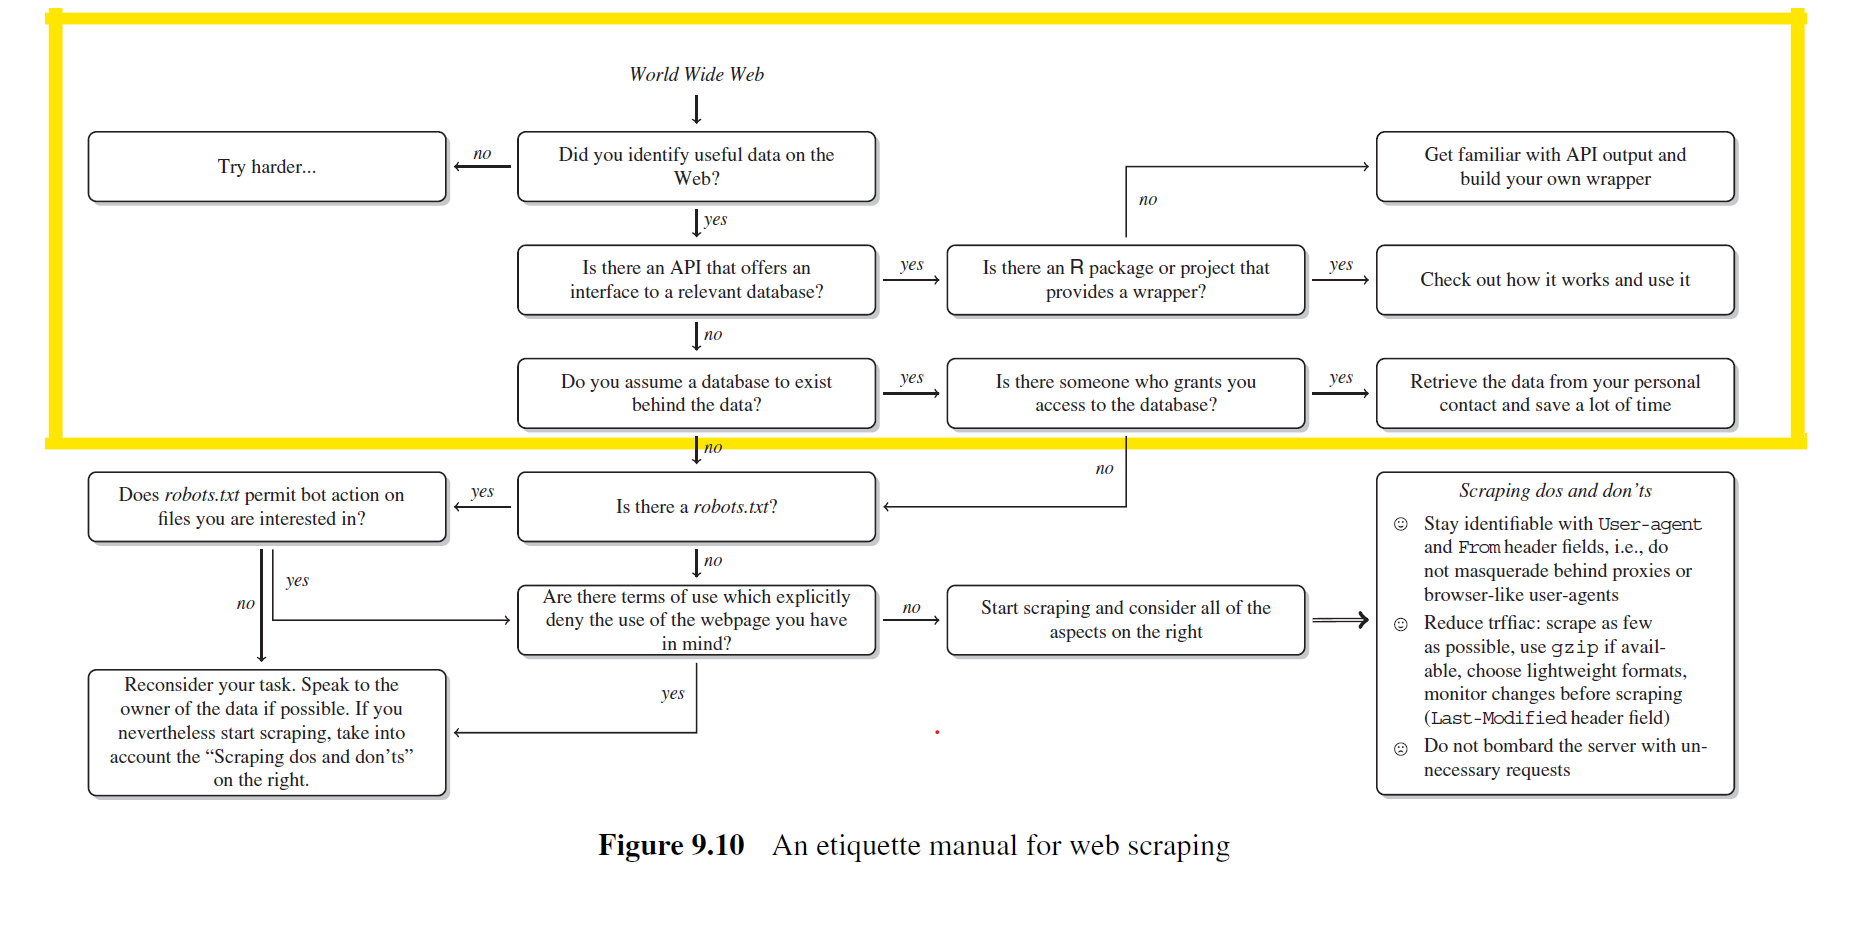 World Wide Web
Try harder...
no
Did you identify useful data on the
Web?
no
Get familiar with API output and
build your own wrapper
yes
Is there an API that offers an
interface to a relevant database?
yes
Is there an R package or project that
provides a wrapper?
yes
Check out how it works and use it
no
Do you assume a database to exist
behind the data?
yes
Is there someone who grants you
access to the database?
yes
Retrieve the data from your personal
contact and save a lot of time
no
no
Does robots.txt permit bot action on
files you are interested in?
yes
Is there a robots.txt?
no
yes
no
Are there terms of use which explicitly
deny the use of the webpage you have
in mind?
no
Start scraping and consider all of the
aspects on the right
yes
Reconsider your task. Speak to the
owner of the data if possible. If you
nevertheless start scraping, take into
account the “Scraping dos and don’ts”
on the right.
Scraping dos and don’ts
Stay identifiable with User-agent
and From header fields, i.e., do
not masquerade behind proxies or
browser-like user-agents
Reduce trffiac: scrape as few
as possible, use gzip if avail-
able, choose lightweight formats,
monitor changes before scraping
(Last-Modified header field)
Do not bombard the server with un-
necessary requests
Figure 9.10 An etiquette manual for web scraping